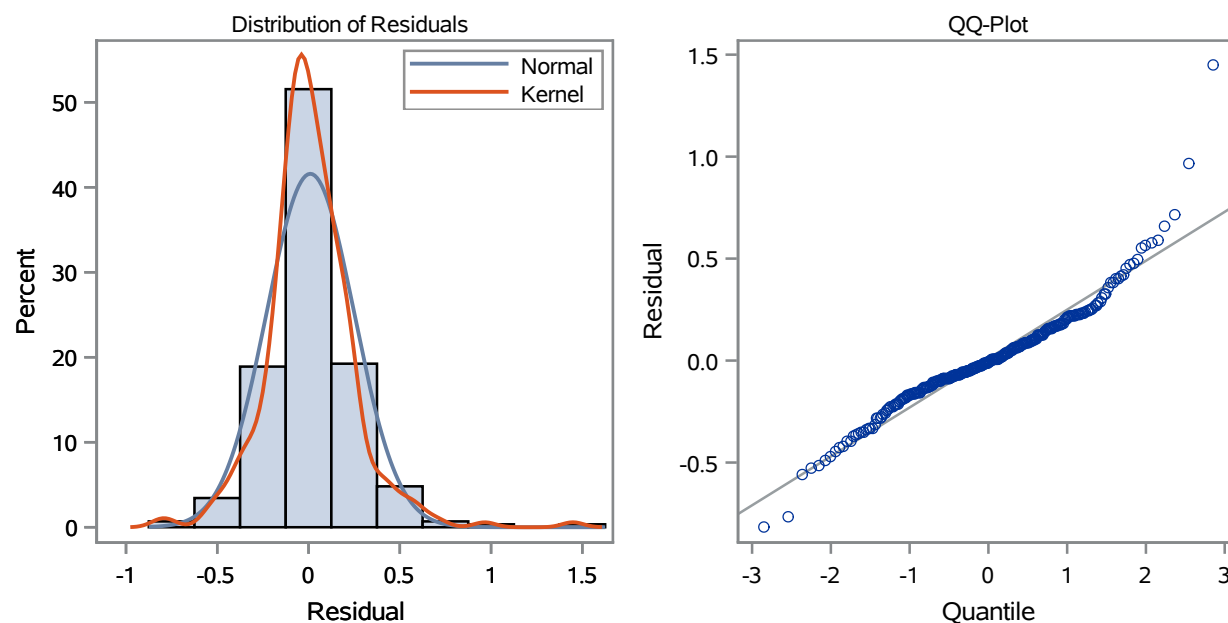 Distribution of Residuals
Normal
Kernel
Percent
50
40
30
20
10
0
-1 -0.5 0 0.5 1 1.5
Residual
QQ-Plot
Residual
1.5
1.0
0.5
0.0
-0.5
-3 -2 -1 0 1 2 3
Quantile